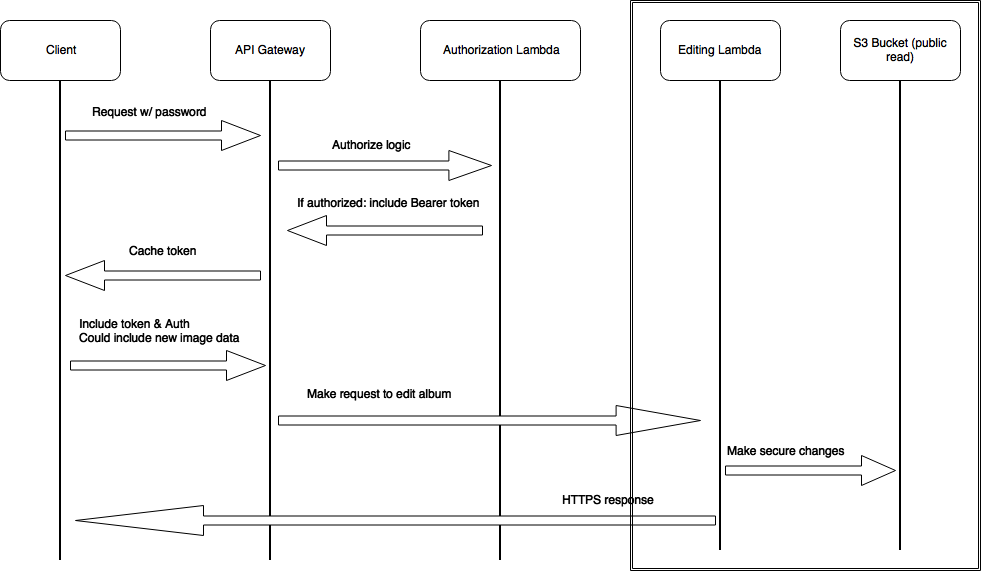 Client
API Gateway
Authorization Lambda
Editing Lambda
S3 Bucket (public
read)
Request w/ password
Authorize logic
If authorized: include Bearer token
Cache token
Include token & Auth
Could include new image data
Make request to edit album
Make secure changes
HTTPS response